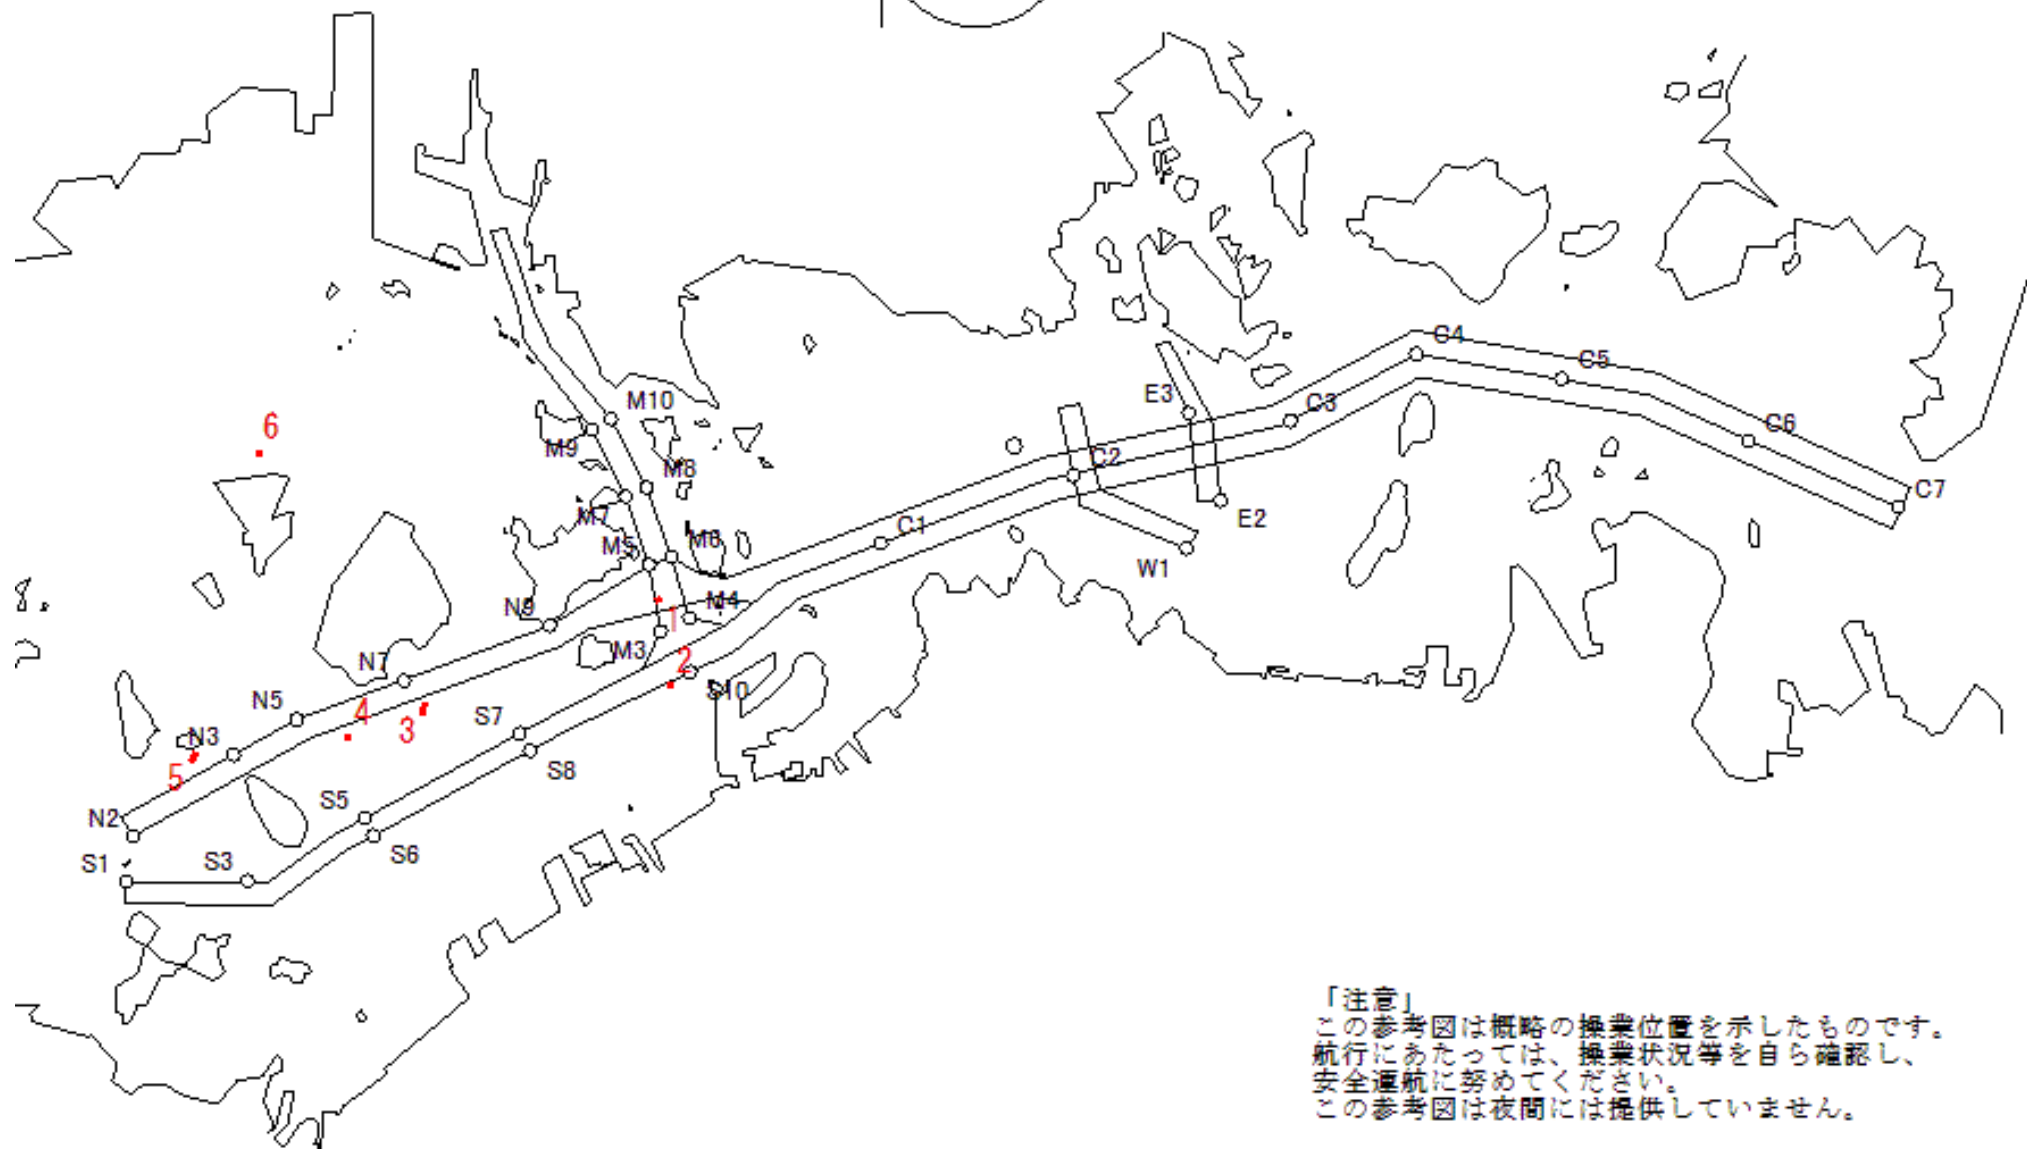 C4
C5
M10
E3
C3
6
C6
M9
C2
M8
C7
M7
E2
C1
M5
M6
W1
N9
M4
1
M3
N7
2
S10
N5
4
S7
3
N3
5
S8
S5
N2
S6
S1
S3
「注意」
この参考図は概略の操業位置を示したものです。
航行にあたっては、操業状況等を自ら確認し、
安全運航に努めてください。
この参考図は夜間には提供していません。